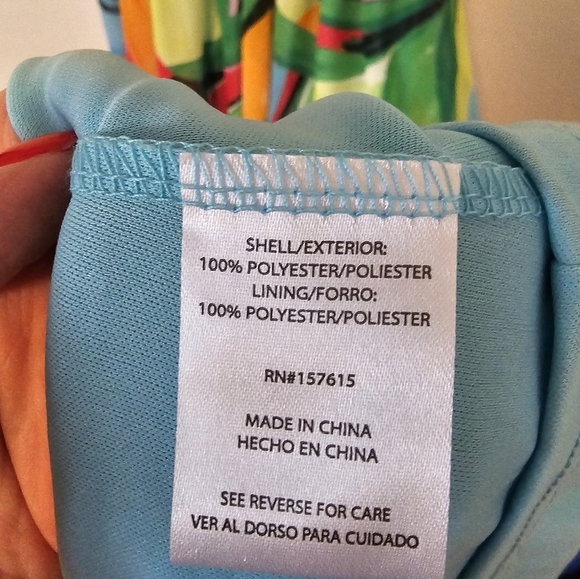 SHELL/EXTERIOR:
100% POLYESTER/POLIESTER
LINING/FORRO:
100% POLYESTER/POLIESTER
RN#157615
MADE IN CHINA
HECHO EN CHINA
SEE REVERSE FOR CARE
VER AL DORSO PARA CUIDADO